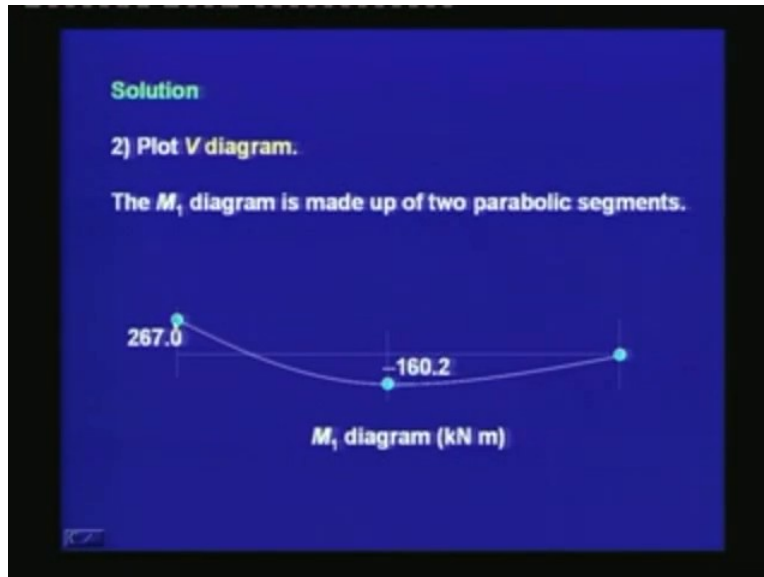 Solution
2) Plot V diagram.
The M₁ diagram is made up of two parabolic segments.
267.0
–160.2
M₁ diagram (kN m)